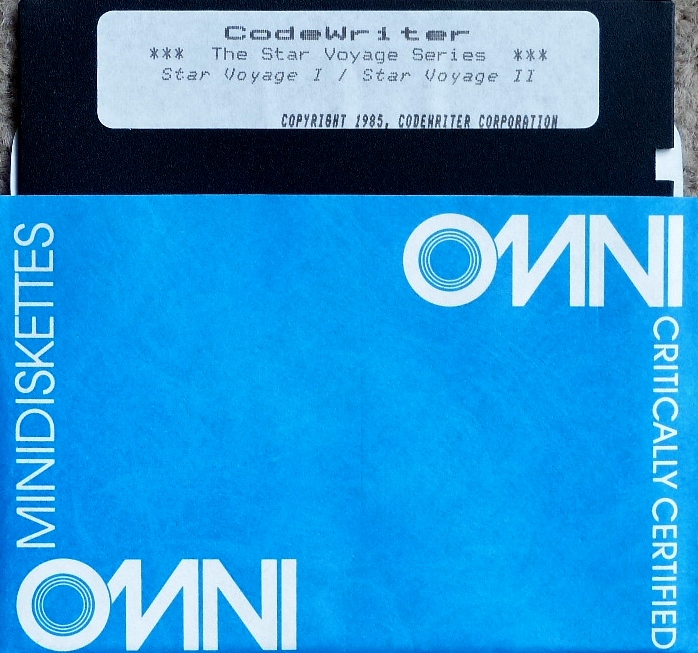 CodeWriter
*** The Star Voyage Series ***
Star Voyage I / Star Voyage II
COPYRIGHT 1985, CODEWRITER CORPORATION
OMNI
MINIDISKETTES
CRITICALLY CERTIFIED
OMNI